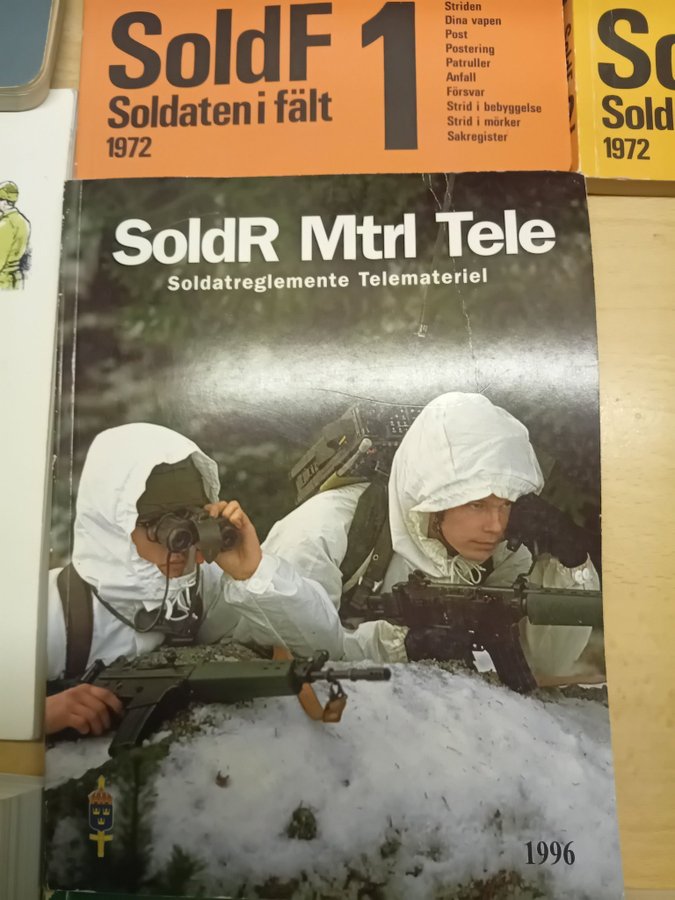 SoldF 1
Soldaten i fält
1972
Striden
Dina vapen
Post
Postering
Patruller
Anfall
Försvar
Strid i bebyggelse
Strid i mörker
Sakregister
So
Sold
1972
SoldR Mtrl Tele
Soldatreglemente Telemateriel
1996